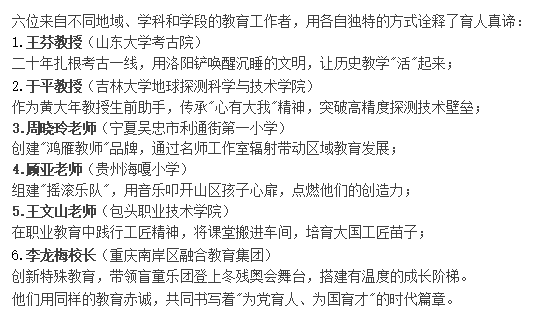 六位来自不同地域、学科和学段的教育工作者，用各自独特的方式诠释了育人真谛：
1.王芬教授（山东大学考古院）
二十年扎根考古一线，用洛阳铲唤醒沉睡的文明，让历史教学"活"起来；
2.于平教授（吉林大学地球探测科学与技术学院）
作为黄大年教授生前助手，传承"心有大我"精神，突破高精度探测技术壁垒；
3.周晓玲老师（宁夏吴忠市利通街第一小学）
创建"鸿雁教师"品牌，通过名师工作室辐射带动区域教育发展；
4.顾亚老师（贵州海嘎小学）
组建"摇滚乐队"，用音乐叩开山区孩子心扉，点燃他们的创造力；
5.王文山老师（包头职业技术学院）
在职业教育中践行工匠精神，将课堂搬进车间，培育大国工匠苗子；
6.李龙梅校长（重庆南岸区融合教育集团）
创新特殊教育，带领盲童乐团登上冬残奥会舞台，搭建有温度的成长阶梯。
他们用同样的教育赤诚，共同书写着"为党育人、为国育才"的时代篇章。